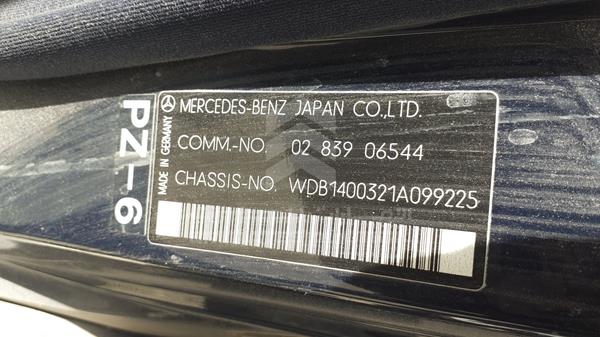 MERCEDES-BENZ JAPAN CO.,LTD.
COMM.-NO. 02 839 06544
CHASSIS-NO. WDB1400321A099225
MADE IN GERMANY
PZ-6